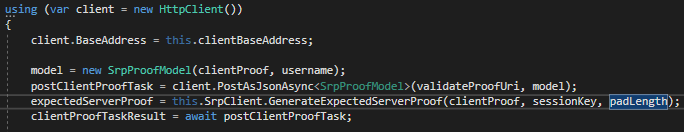 using (var client = new HttpClient())
{
client.BaseAddress = this.clientBaseAddress;
model = new SrpProofModel(clientProof, username);
postClientProofTask = client.PostAsJsonAsync<SrpProofModel>(validateProofUri, model);
expectedServerProof = this.SrpClient.GenerateExpectedServerProof(clientProof, sessionKey, padLength);
clientProofTaskResult = await postClientProofTask;